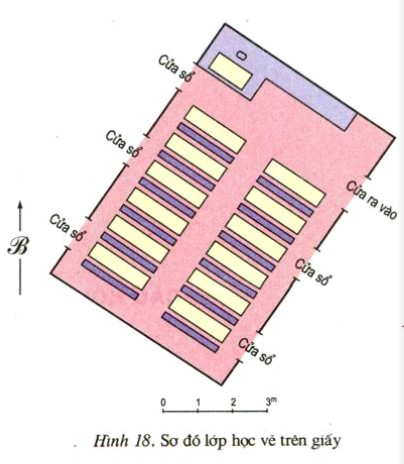 Cửa sổ
Cửa sổ
Cửa ra vào
Cửa sổ
B
Cửa sổ
Cửa sổ
0 1 2 3m
Hình 18. Sơ đồ lớp học vẽ trên giấy